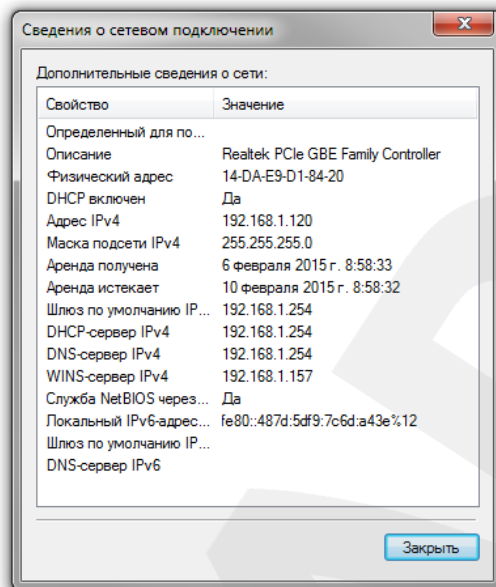 Сведения о сетевом подключении
Дополнительные сведения о сети:
Свойство Значение
Определенный для по...
Описание Realtek PCIe GBE Family Controller
Физический адрес 14-DA-E9-D1-84-20
DHCP включен Да
Адрес IPv4 192.168.1.120
Маска подсети IPv4 255.255.255.0
Аренда получена 6 февраля 2015 г. 8:58:33
Аренда истекает 10 февраля 2015 г. 8:58:32
Шлюз по умолчанию IP... 192.168.1.254
DHCP-сервер IPv4 192.168.1.254
DNS-сервер IPv4 192.168.1.254
WINS-сервер IPv4 192.168.1.157
Служба NetBIOS через... Да
Локальный IPv6-адрес... fe80::487d:5df9:7c6d:a43e%12
Шлюз по умолчанию IP...
DNS-сервер IPv6
Закрыть